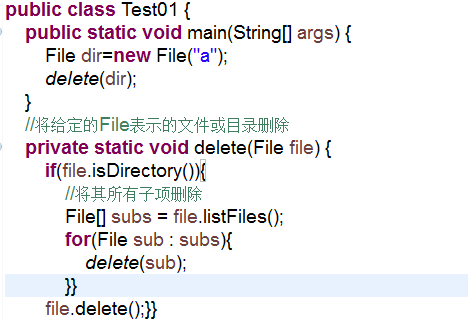 public class Test01 {
public static void main(String[] args) {
File dir=new File("a");
delete(dir);
}
//将给定的File表示的文件或目录删除
private static void delete(File file) {
if(file.isDirectory()){
//将其所有子项删除
File[] subs = file.listFiles();
for(File sub : subs){
delete(sub);
}}
file.delete();}}